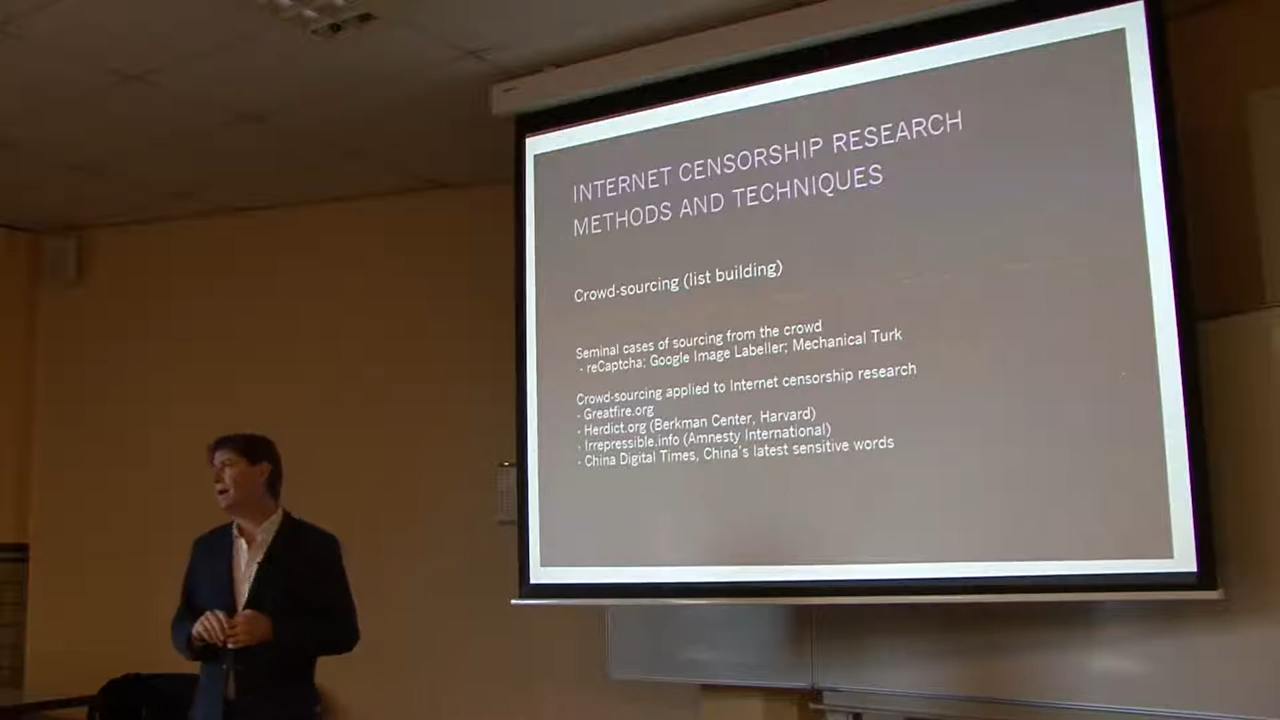 INTERNET CENSORSHIP RESEARCH
METHODS AND TECHNIQUES
Crowd-sourcing (list building)
Seminal cases of sourcing from the crowd
- reCaptcha; Google Image Labeller; Mechanical Turk
Crowd-sourcing applied to Internet censorship research
- Greatfire.org
- Herdict.org (Berkman Center, Harvard)
- Irrepressible.info (Amnesty International)
- China Digital Times, China's latest sensitive words